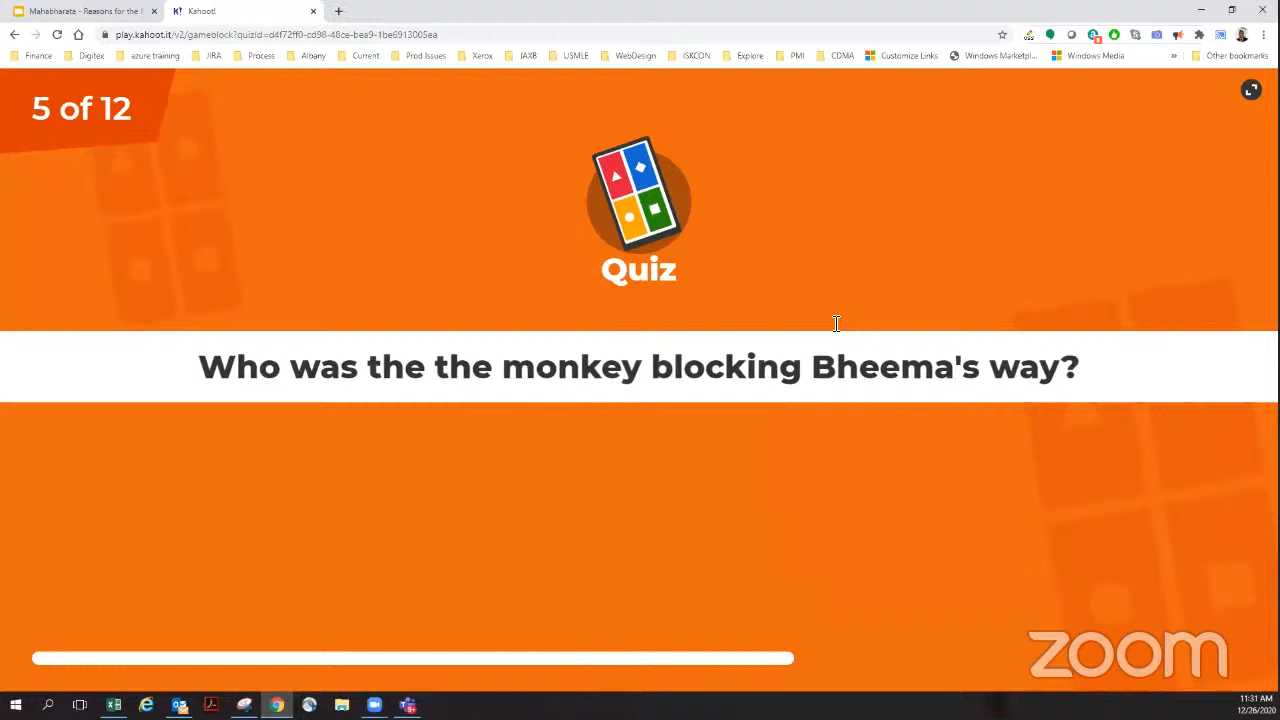 Mahabharata - Reasons for the
Kahoot!
play.kahoot.it/v2/gameblock?quizId=d4f72ff0-cd98-48ce-bea9-1be6913005ea
Finance Digitex azure training JIRA Process Albany Current Prod Issues Xerox JAXB USMLE WebDesign ISKCON Explore PMI CDMA Customize Links Windows Marketpl... Windows Media » Other bookmarks
5 of 12
Quiz
Who was the the monkey blocking Bheema's way?
zoom
11:31 AM
12/26/2020